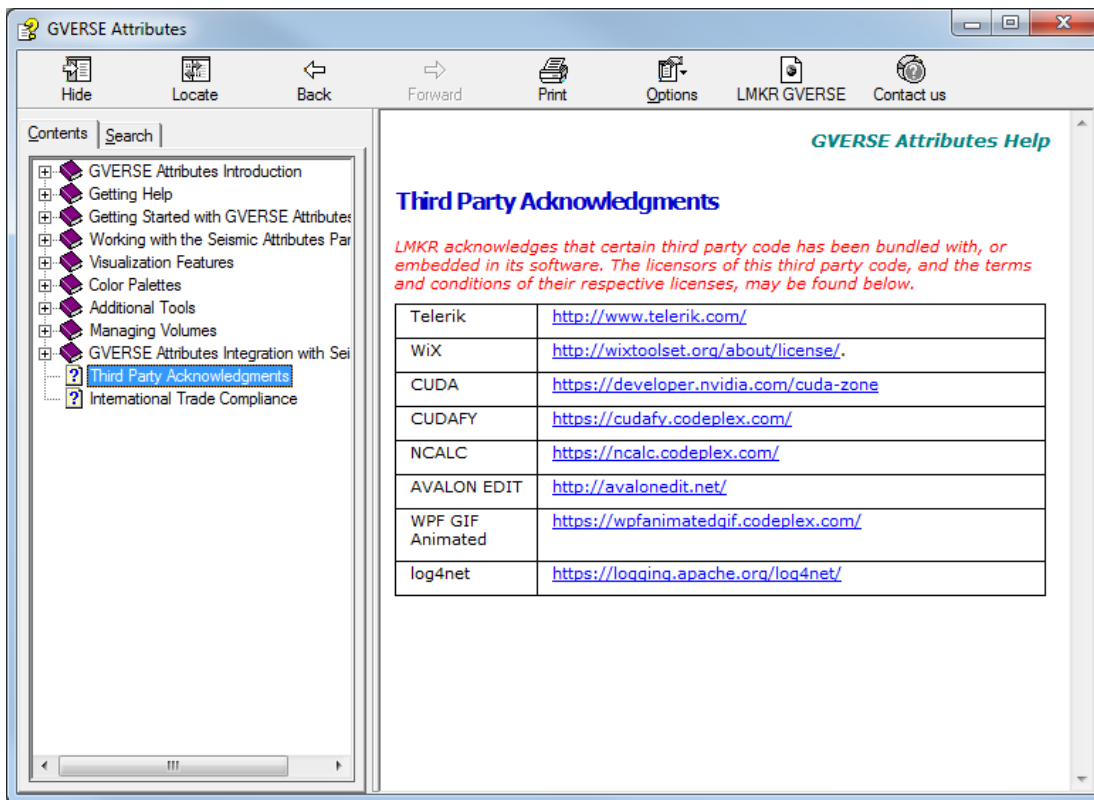 GVERSE Attributes
Hide Locate Back Forward Print Options LMKR GVERSE Contact us
Contents Search
GVERSE Attributes Introduction
Getting Help
Getting Started with GVERSE Attributes
Working with the Seismic Attributes Par
Visualization Features
Color Palettes
Additional Tools
Managing Volumes
GVERSE Attributes Integration with Sei
Third Party Acknowledgments
International Trade Compliance
GVERSE Attributes Help
Third Party Acknowledgments
LMKR acknowledges that certain third party code has been bundled with, or
embedded in its software. The licensors of this third party code, and the terms
and conditions of their respective licenses, may be found below.
Telerik http://www.telerik.com/
WiX http://wixtoolset.org/about/license/.
CUDA https://developer.nvidia.com/cuda-zone
CUDAFY https://cudafy.codeplex.com/
NCALC https://ncalc.codeplex.com/
AVALON EDIT http://avalonedit.net/
WPF GIF https://wpfanimatedgif.codeplex.com/
Animated
log4net https://logging.apache.org/log4net/